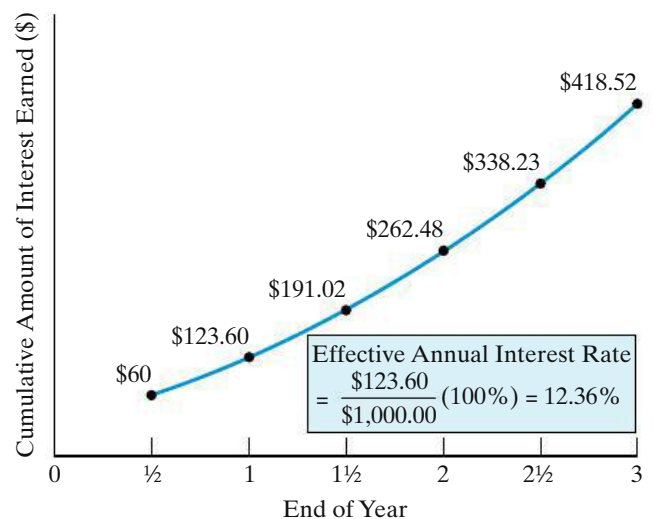 Cumulative Amount of Interest Earned ($)
$418.52
$338.23
$262.48
$191.02
$123.60
$60
Effective Annual Interest Rate
= $123.60 / $1,000.00 (100%) = 12.36%
0 ½ 1 1½ 2 2½ 3
End of Year